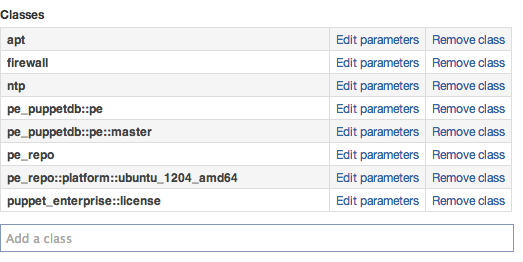 Classes
apt Edit parameters Remove class
firewall Edit parameters Remove class
ntp Edit parameters Remove class
pe_puppetdb::pe Edit parameters Remove class
pe_puppetdb::pe::master Edit parameters Remove class
pe_repo Edit parameters Remove class
pe_repo::platform::ubuntu_1204_amd64 Edit parameters Remove class
puppet_enterprise::license Edit parameters Remove class
Add a class